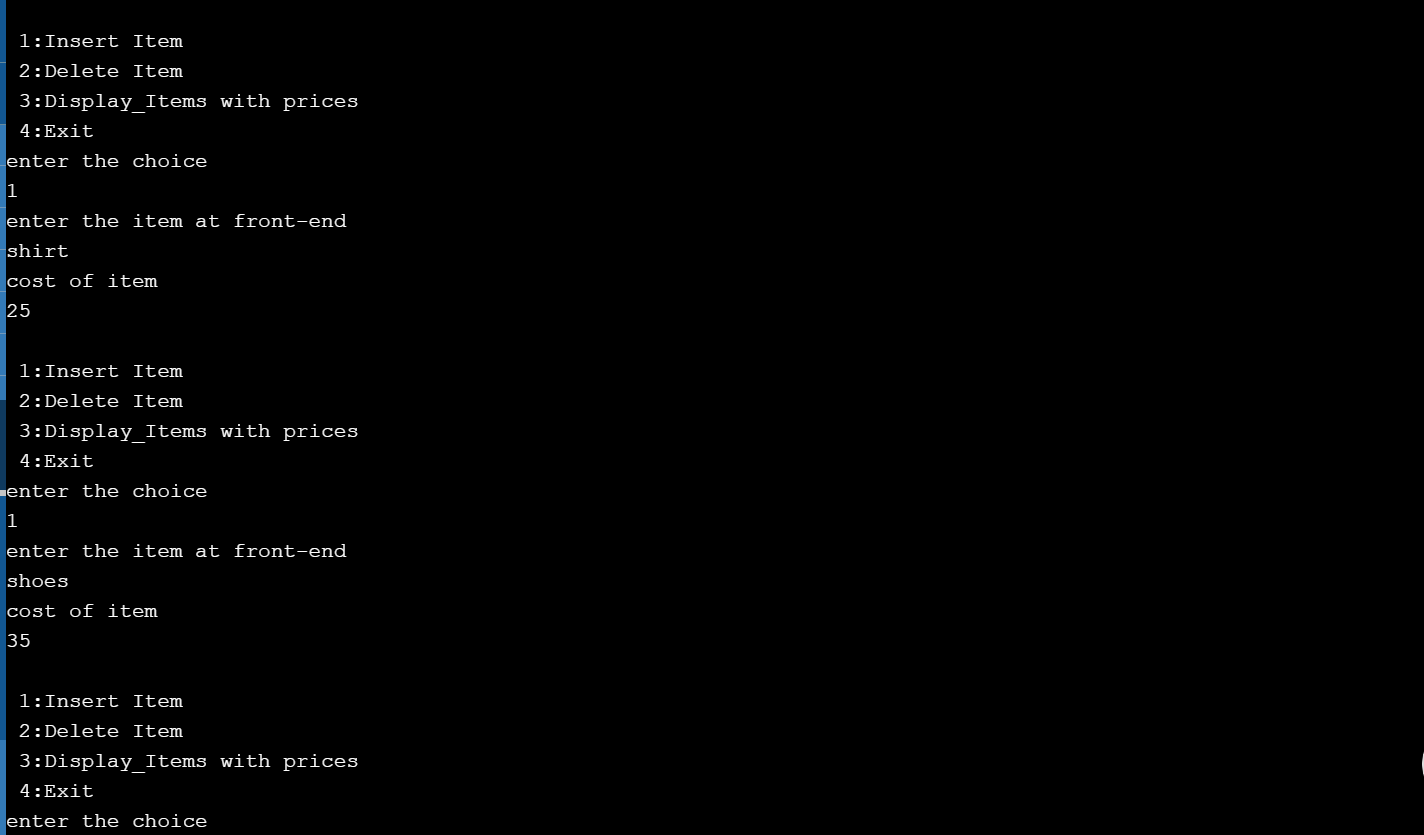 1:Insert Item
2:Delete Item
3:Display_Items with prices
4:Exit
enter the choice
1
enter the item at front-end
shirt
cost of item
25
1:Insert Item
2:Delete Item
3:Display_Items with prices
4:Exit
enter the choice
1
enter the item at front-end
shoes
cost of item
35
1:Insert Item
2:Delete Item
3:Display_Items with prices
4:Exit
enter the choice